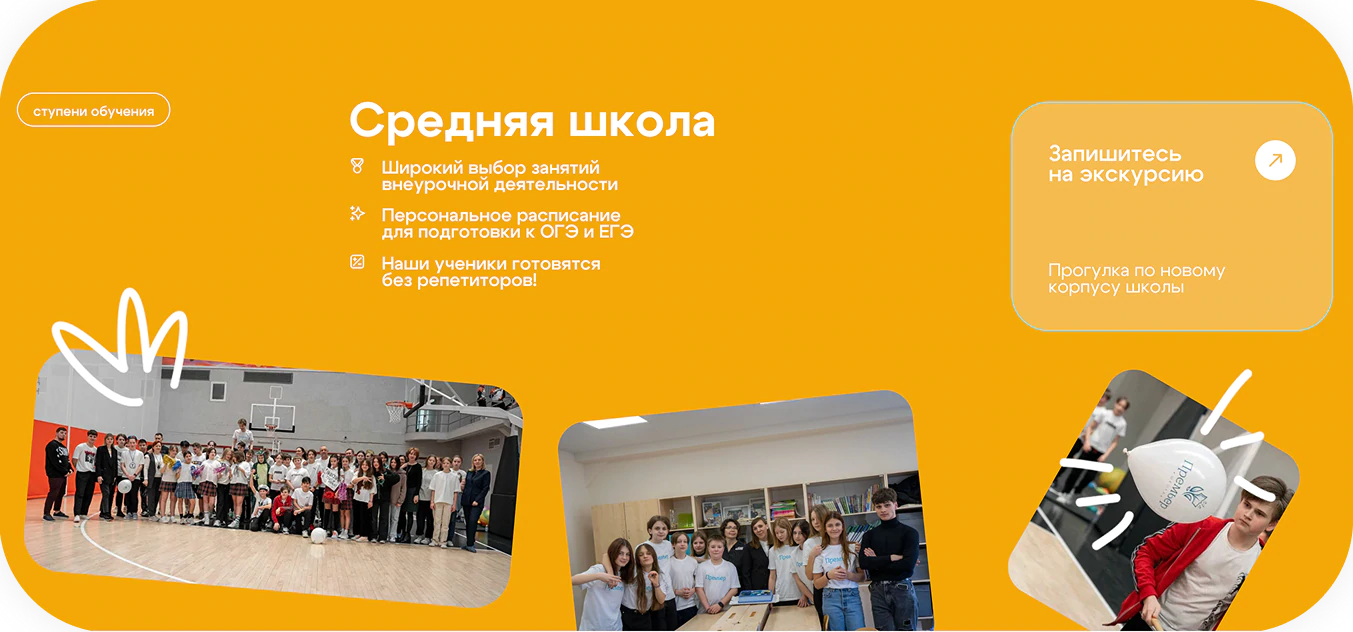 ступени обучения
Средняя школа
Широкий выбор занятий
внеурочной деятельности
Персональное расписание
для подготовки к ОГЭ и ЕГЭ
Наши ученики готовятся
без репетиторов!
Запишитесь
на экскурсию
Прогулка по новому
корпусу школы
Премьер